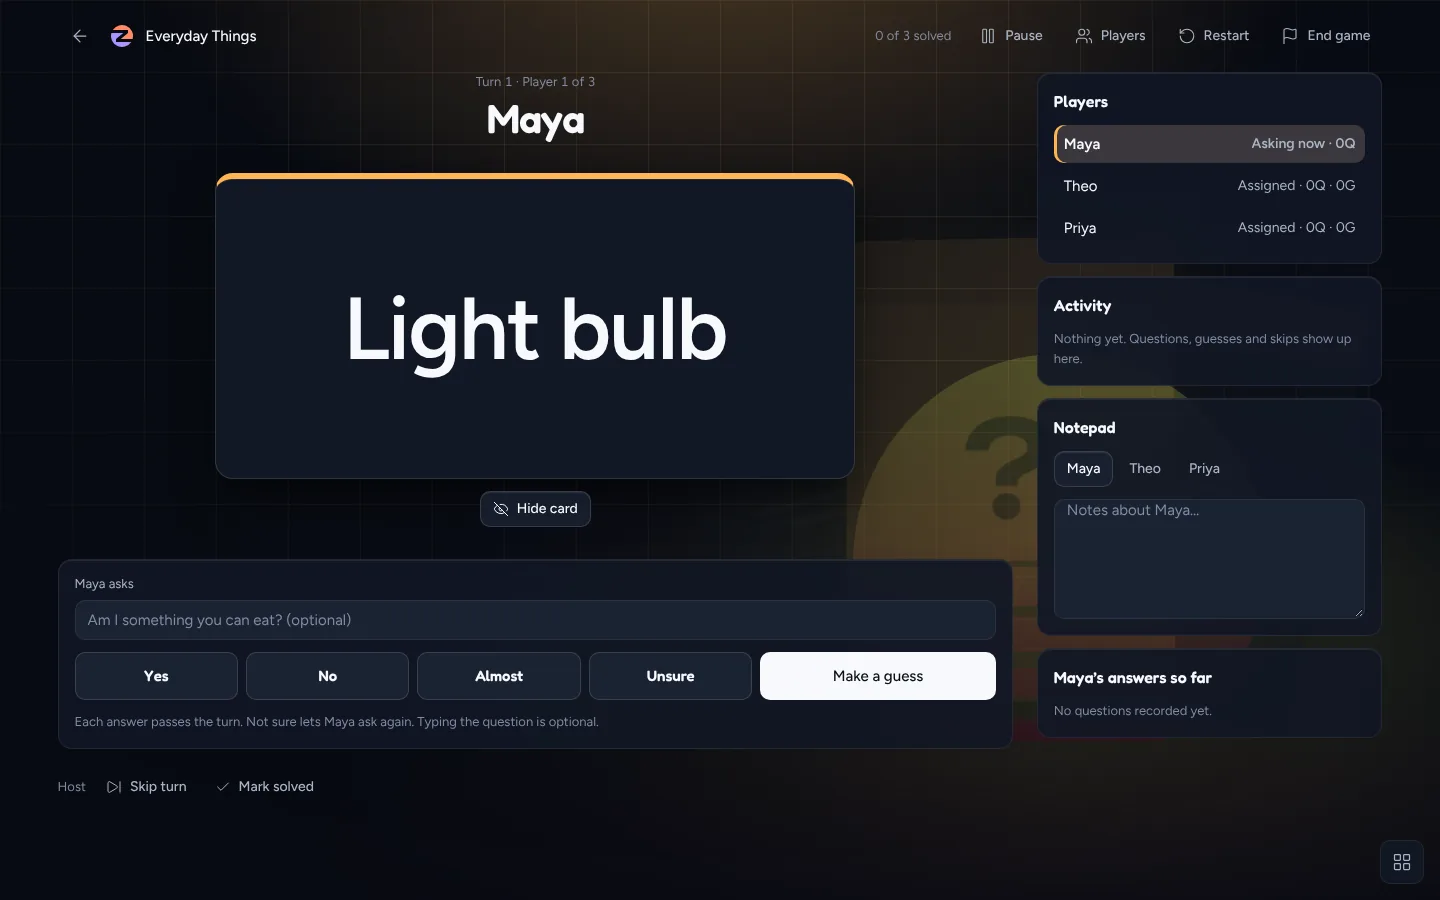 Everyday Things
0 of 3 solved
Pause
Players
Restart
End game
Turn 1 · Player 1 of 3
Maya
Light bulb
Hide card
Maya asks
Am I something you can eat? (optional)
Yes
No
Almost
Unsure
Make a guess
Each answer passes the turn. Not sure lets Maya ask again. Typing the question is optional.
Host
Skip turn
Mark solved
Players
Maya
Asking now · 0Q
Theo
Assigned · 0Q · 0G
Priya
Assigned · 0Q · 0G
Activity
Nothing yet. Questions, guesses and skips show up
here.
Notepad
Maya
Theo
Priya
Notes about Maya...
Maya's answers so far
No questions recorded yet.
?